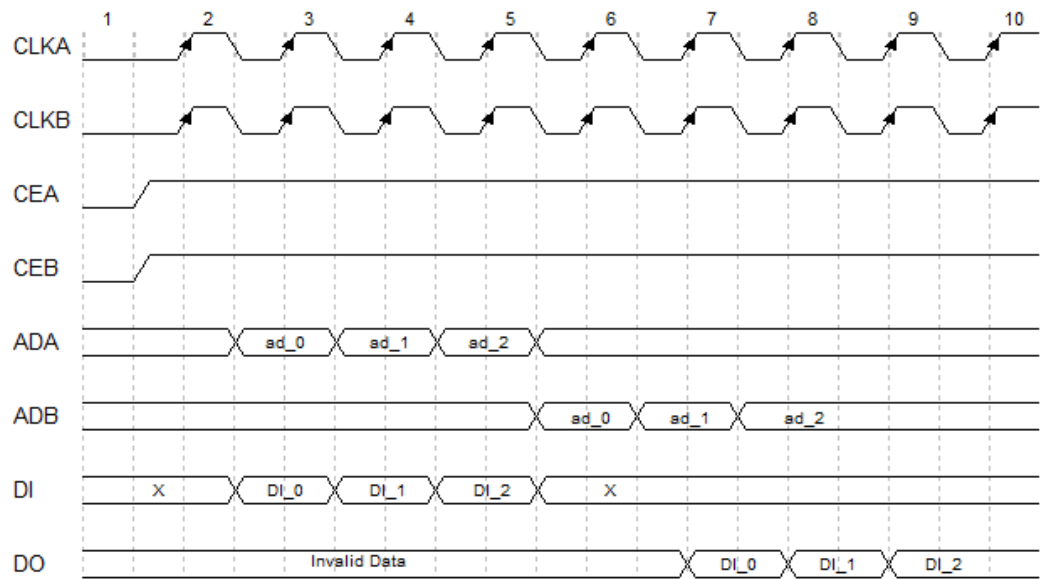 1 2 3 4 5 6 7 8 9 10
CLKA
CLKB
CEA
CEB
ADA ad_0 ad_1 ad_2
ADB ad_0 ad_1 ad_2
DI X DI_0 DI_1 DI_2 X
DO Invalid Data DI_0 DI_1 DI_2